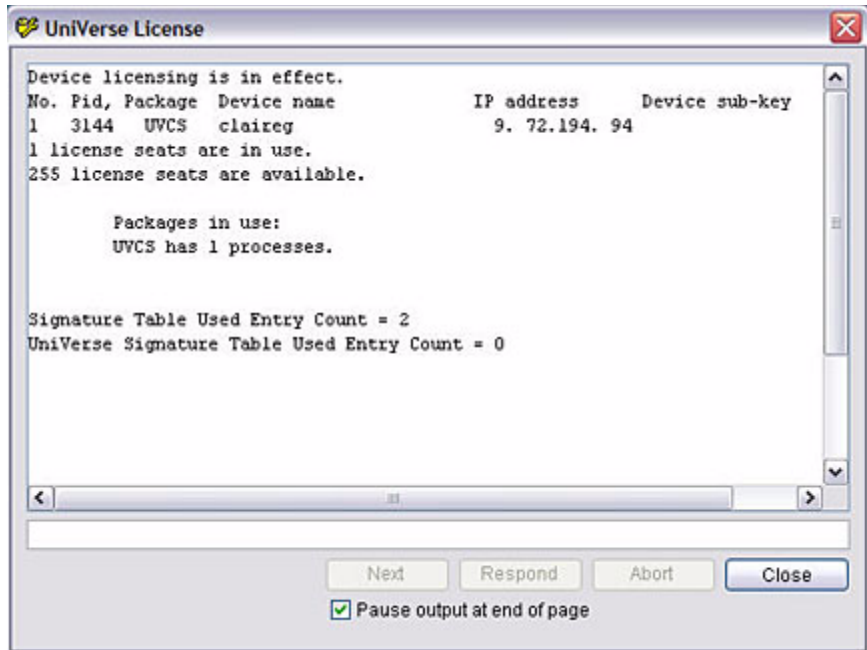 UniVerse License
Device licensing is in effect.
No. Pid, Package Device name IP address Device sub-key
1 3144 UVCS claireg 9. 72.194. 94
1 license seats are in use.
255 license seats are available.
Packages in use:
UVCS has 1 processes.
Signature Table Used Entry Count = 2
UniVerse Signature Table Used Entry Count = 0
Next Respond Abort Close
Pause output at end of page